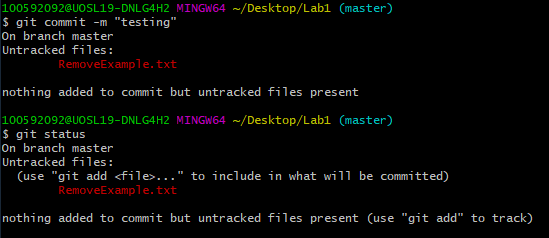 100592092@UOSL19-DNLG4H2 MINGW64 ~/Desktop/Lab1 (master)
$ git commit -m "testing"
On branch master
Untracked files:
        RemoveExample.txt
nothing added to commit but untracked files present
100592092@UOSL19-DNLG4H2 MINGW64 ~/Desktop/Lab1 (master)
$ git status
On branch master
Untracked files:
  (use "git add <file>..." to include in what will be committed)
        RemoveExample.txt
nothing added to commit but untracked files present (use "git add" to track)